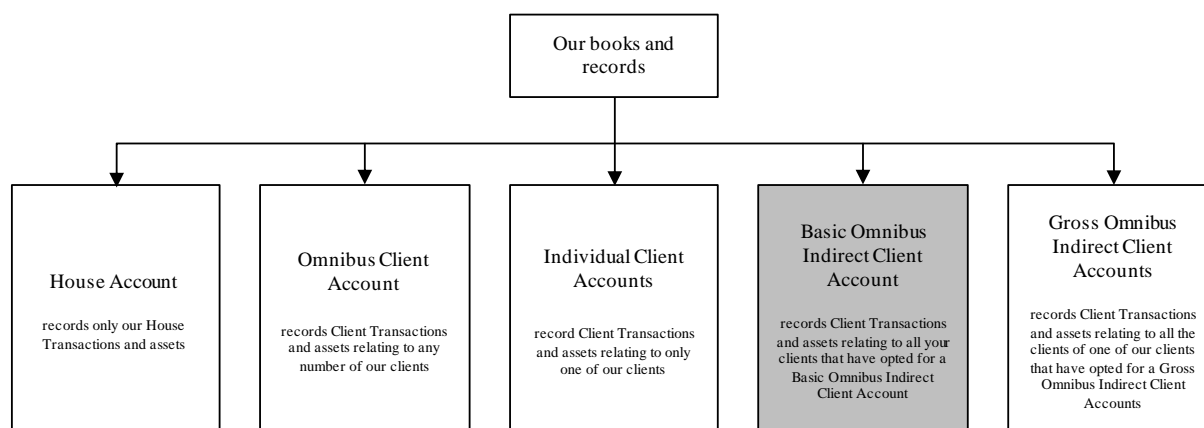 Our books and
records
House Account
records only our House
Transactions and assets
Omnibus Client
Account
records Client Transactions
and assets relating to any
number of our clients
Individual Client
Accounts
record Client Transactions
and assets relating to only
one of our clients
Basic Omnibus
Indirect Client
Account
records Client Transactions
and assets relating to all your
clients that have opted for a
Basic Omnibus Indirect
Client Account
Gross Omnibus
Indirect Client
Accounts
records Client Transactions
and assets relating to all the
clients of one of our clients
that have opted for a Gross
Omnibus Indirect Client
Accounts